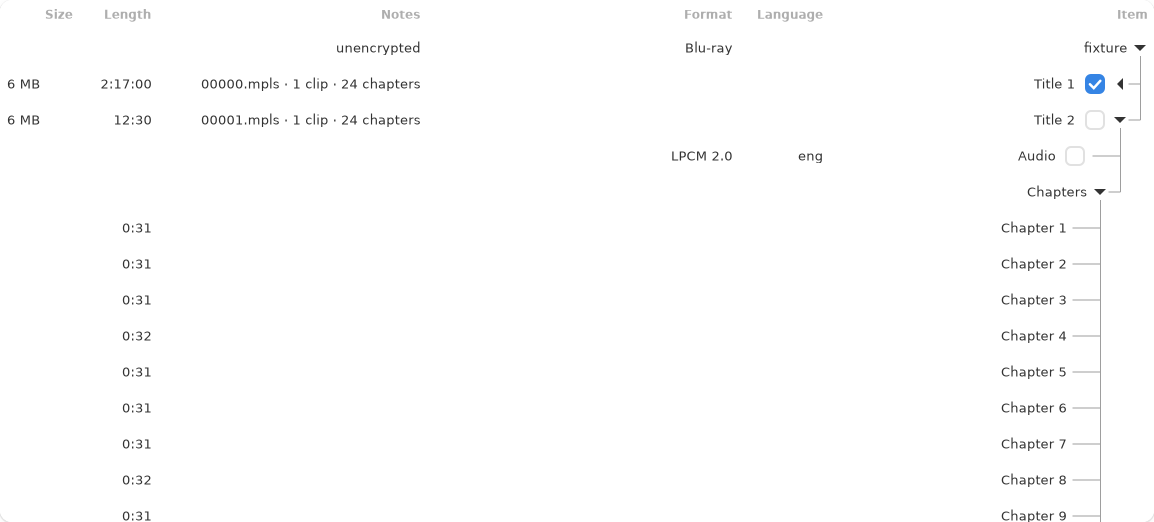 Size Length Notes Format Language Item
unencrypted Blu-ray fixture
6 MB 2:17:00 00000.mpls · 1 clip · 24 chapters Title 1
6 MB 12:30 00001.mpls · 1 clip · 24 chapters Title 2
LPCM 2.0 eng Audio
Chapters
0:31 Chapter 1
0:31 Chapter 2
0:31 Chapter 3
0:32 Chapter 4
0:31 Chapter 5
0:31 Chapter 6
0:31 Chapter 7
0:32 Chapter 8
0:31 Chapter 9